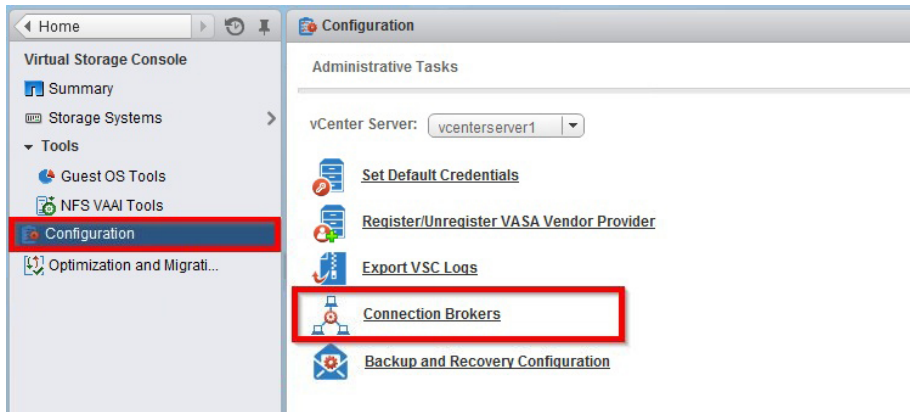 Home
Virtual Storage Console
Summary
Storage Systems
Tools
Guest OS Tools
NFS VAAI Tools
Configuration
Optimization and Migrati...
Configuration
Administrative Tasks
vCenter Server: vcenterserver1
Set Default Credentials
Register/Unregister VASA Vendor Provider
Export VSC Logs
Connection Brokers
Backup and Recovery Configuration